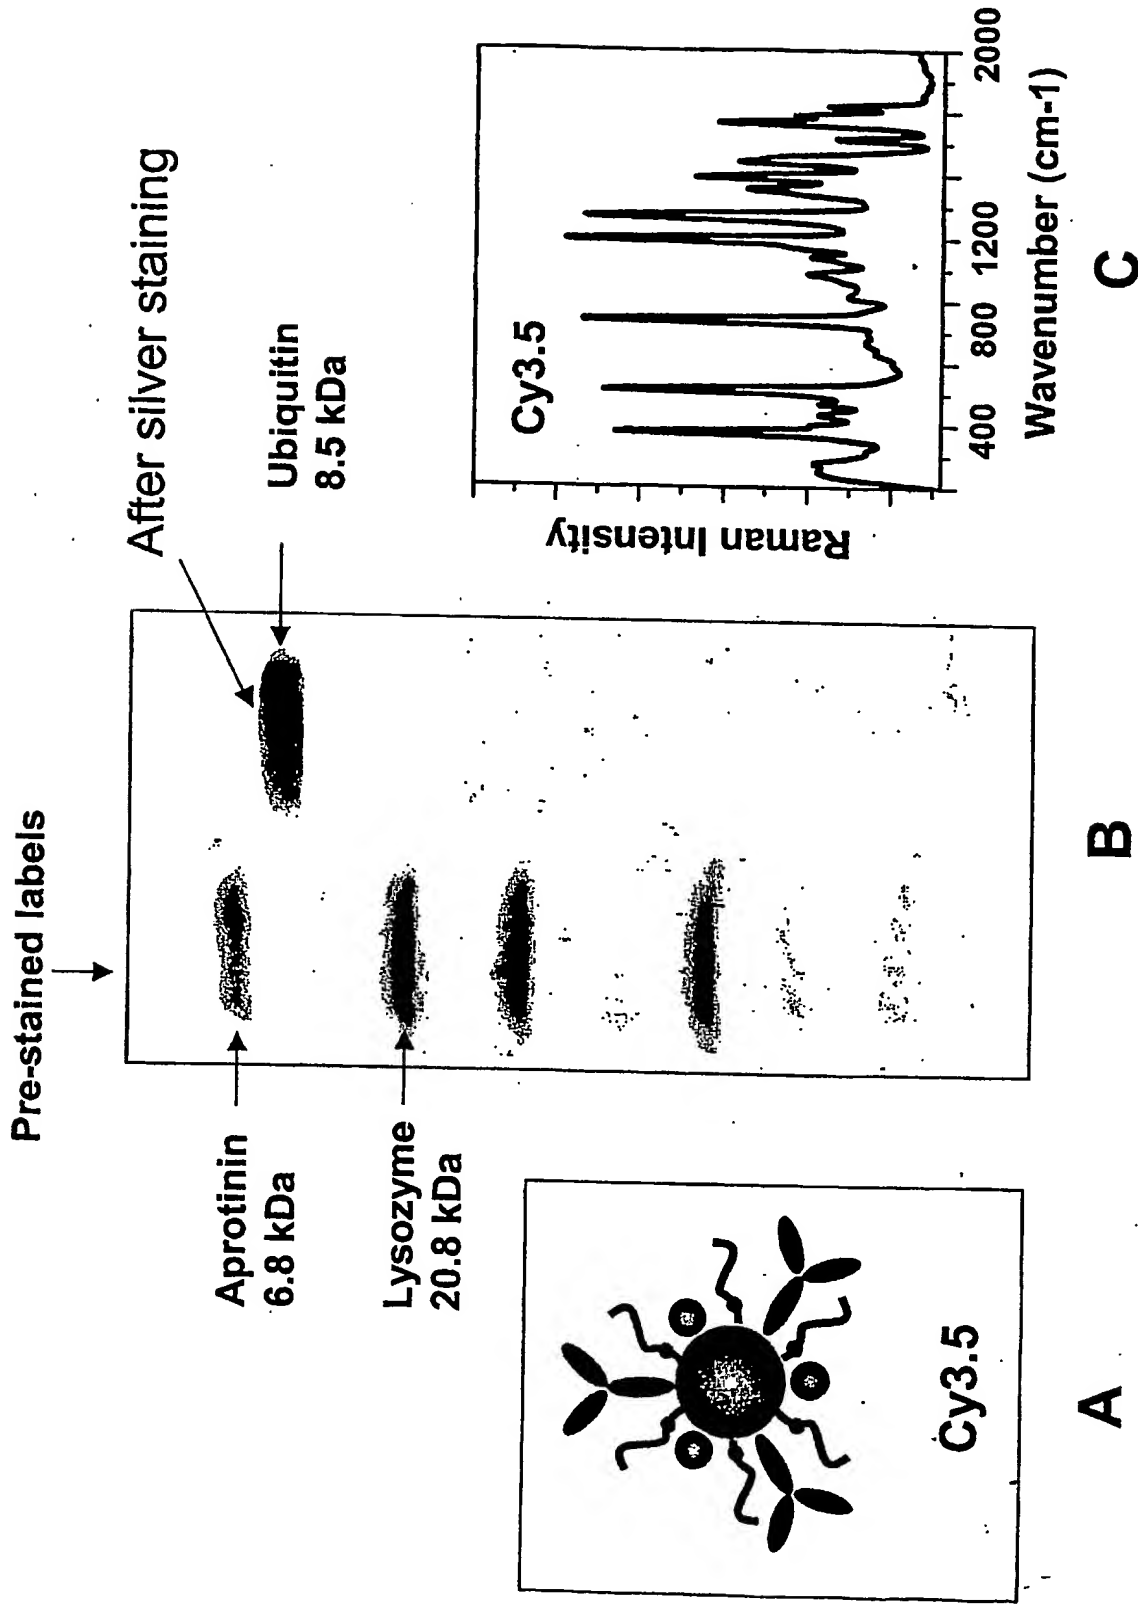 Pre-stained labels
After silver staining
Aprotinin
6.8 kDa
Lysozyme
20.8 kDa
Ubiquitin
8.5 kDa
Cy3.5
A
B
Cy3.5
Raman Intensity
400
800
1200
2000
Wavenumber (cm-1)
C